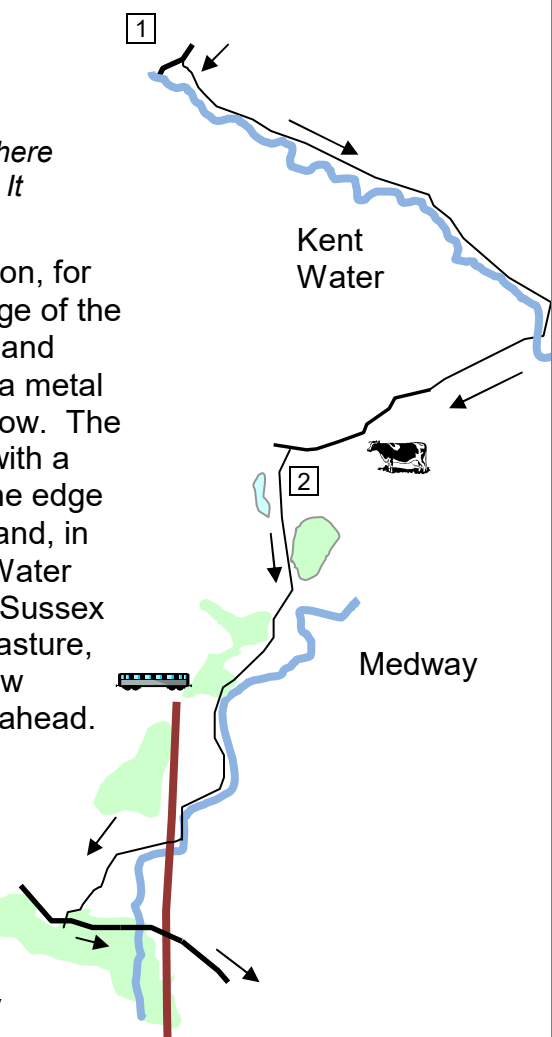 1
here
It
Kent
Water
on, for
ge of the
and
a metal
ow. The
with a
ne edge
and, in
Water
Sussex
asture,
w
ahead.
2
Medway